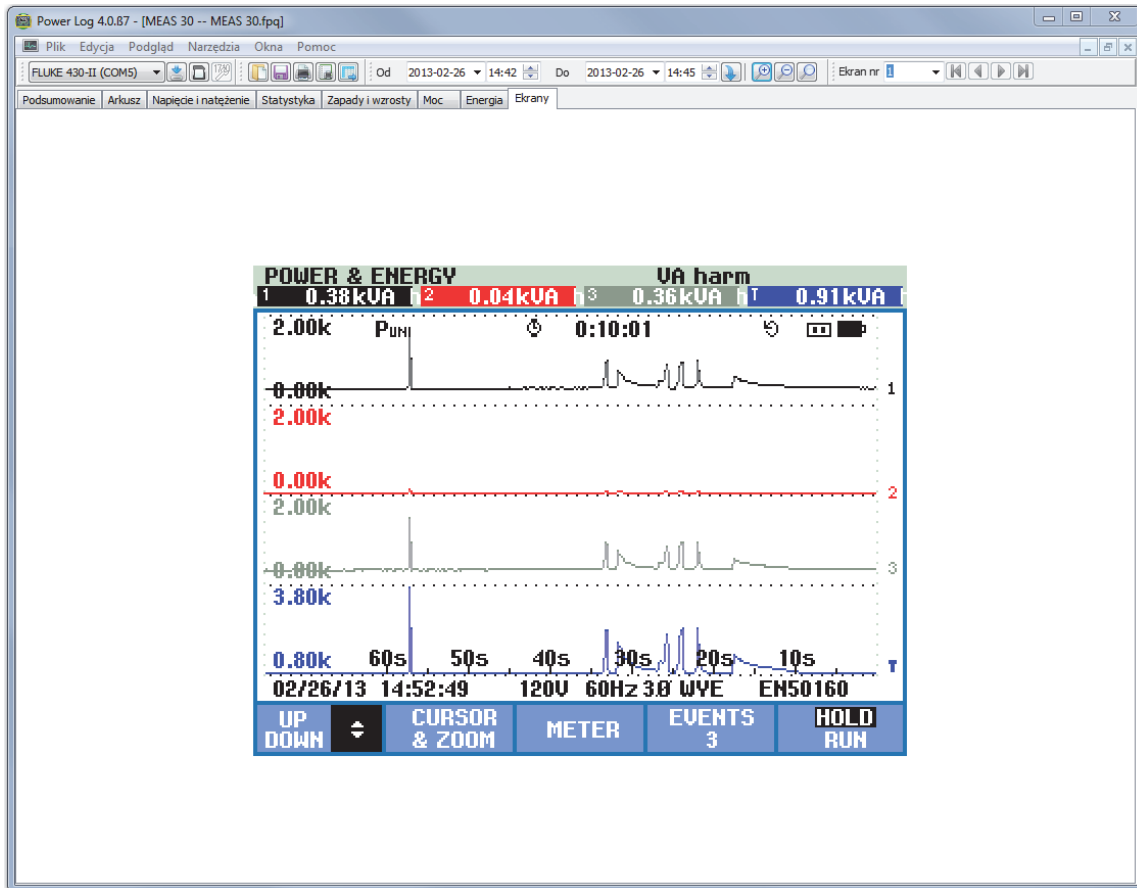 Power Log 4.0.87 - [MEAS 30 -- MEAS 30.fpq]
Plik Edycja Podgląd Narzędzia Okna Pomoc
FLUKE 430-II (COM5) Od 2013-02-26 14:42 Do 2013-02-26 14:45 Ekran nr 1
Podsumowanie Arkusz Napięcie i natężenie Statystyka Zapady i wzrosty Moc Energia Ekrany
POWER & ENERGY VA harm
1 0.38kVA h 2 0.04kVA h 3 0.36kVA h T 0.91kVA
2.00k PUNI 0:10:01
0.00k 1
2.00k
0.00k 2
2.00k
0.00k 3
3.80k
0.80k 60s 50s 40s 30s 20s 10s T
02/26/13 14:52:49 120V 60Hz 3Ø WYE EN50160
UP DOWN CURSOR & ZOOM METER EVENTS 3 HOLD RUN